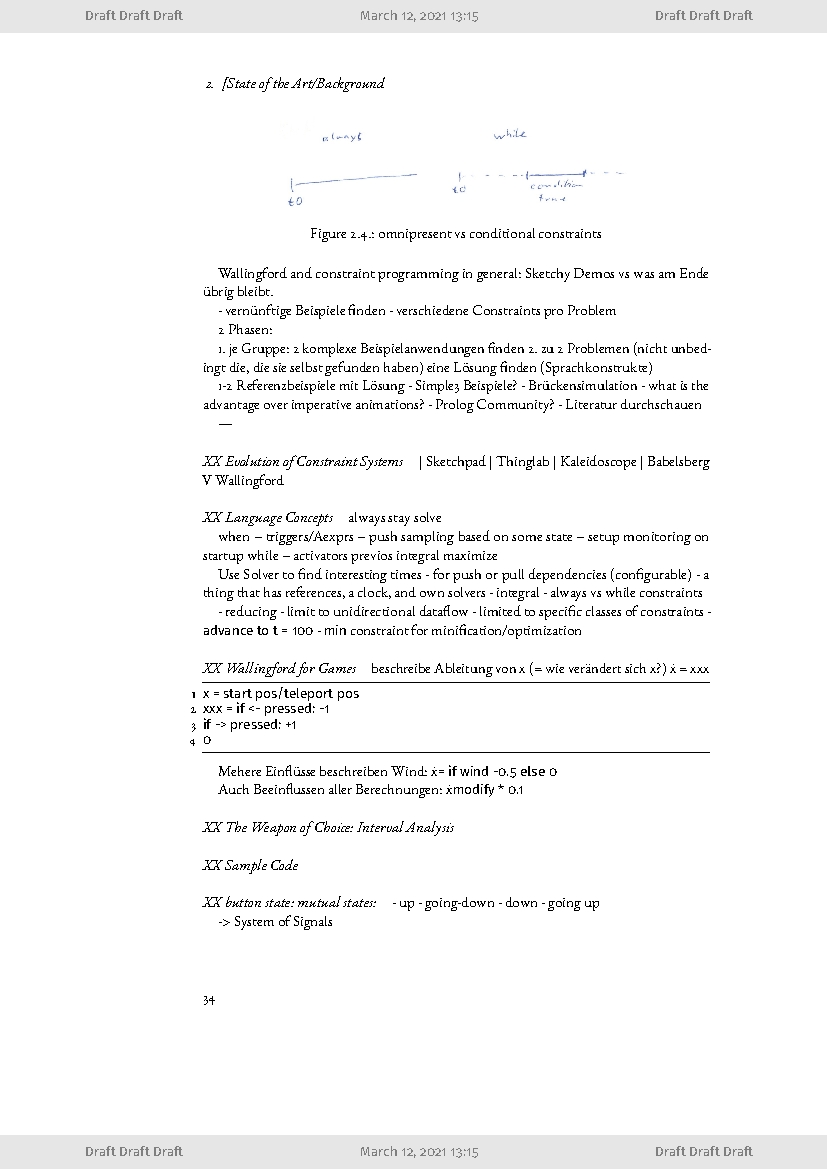 Draft Draft Draft March 12, 2021 13:15 Draft Draft Draft
2. [State of the Art/Background
always while
t0 t0 condition
true
Figure 2.4.: omnipresent vs conditional constraints
Wallingford and constraint programming in general: Sketchy Demos vs was am Ende
übrig bleibt.
- vernünftige Beispiele finden - verschiedene Constraints pro Problem
2 Phasen:
1. je Gruppe: 2 komplexe Beispielanwendungen finden 2. zu 2 Problemen (nicht unbed-
ingt die, die sie selbst gefunden haben) eine Lösung finden (Sprachkonstrukte)
1-2 Referenzbeispiele mit Lösung - Simple3 Beispiele? - Brückensimulation - what is the
advantage over imperative animations? - Prolog Community? - Literatur durchschauen
—
XX Evolution of Constraint Systems | Sketchpad | Thinglab | Kaleidoscope | Babelsberg
V Wallingford
XX Language Concepts always stay solve
when – triggers/Aexprs – push sampling based on some state – setup monitoring on
startup while – activators previos integral maximize
Use Solver to find interesting times - for push or pull dependencies (configurable) - a
thing that has references, a clock, and own solvers - integral - always vs while constraints
- reducing - limit to unidirectional dataflow - limited to specific classes of constraints -
advance to t = 100 - min constraint for minification/optimization
XX Wallingford for Games beschreibe Ableitung von x (= wie verändert sich x?) ẋ = xxx
1 x = start pos/teleport pos
2 xxx = if <- pressed: -1
3 if -> pressed: +1
4 0
Mehere Einflüsse beschreiben Wind: ẋ= if wind -0.5 else 0
Auch Beeinflussen aller Berechnungen: ẋmodify * 0.1
XX The Weapon of Choice: Interval Analysis
XX Sample Code
XX button state: mutual states: - up - going-down - down - going up
-> System of Signals
34
Draft Draft Draft March 12, 2021 13:15 Draft Draft Draft